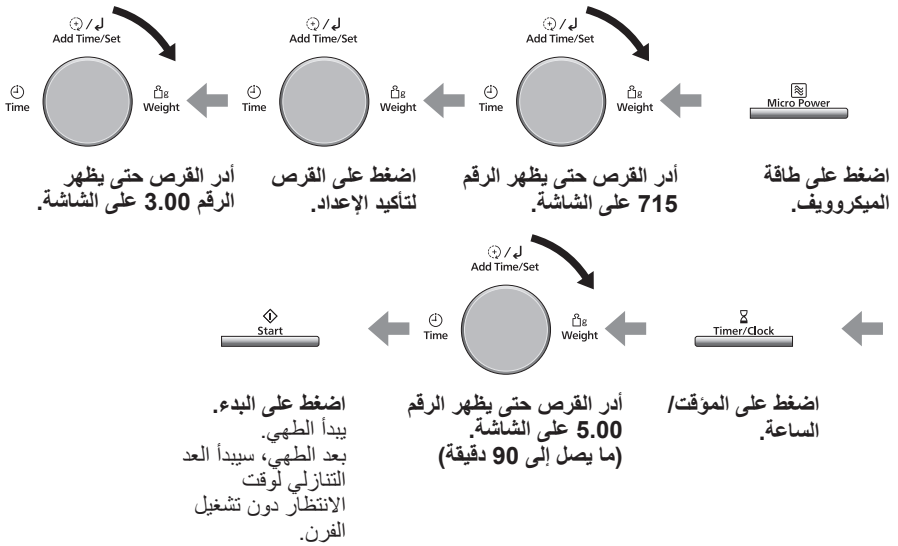 Micro Power
اضغط على طاقة
الميكروويف.
Add Time/Set
Time
g
Weight
أدر القرص حتى يظهر الرقم
715 على الشاشة.
Add Time/Set
Time
g
Weight
اضغط على القرص
لتأكيد الإعداد.
Add Time/Set
Time
g
Weight
أدر القرص حتى يظهر
الرقم 3.00 على الشاشة.
Timer/Clock
اضغط على المؤقت/
الساعة.
Add Time/Set
Time
g
Weight
أدر القرص حتى يظهر الرقم
5.00 على الشاشة.
(ما يصل إلى 90 دقيقة)
Start
اضغط على البدء.
يبدأ الطهي.
بعد الطهي، سيبدأ العد
التنازلي لوقت
الانتظار دون تشغيل
الفرن.